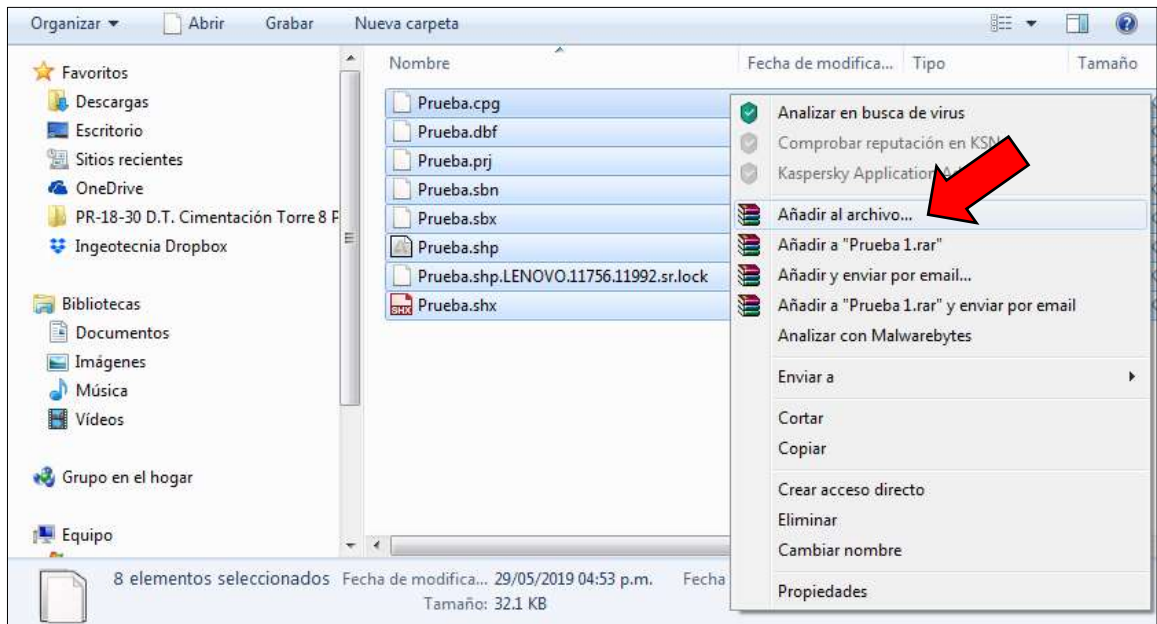 Organizar Abrir Grabar Nueva carpeta
Favoritos
Descargas
Escritorio
Sitios recientes
OneDrive
PR-18-30 D.T. Cimentación Torre 8 P
Ingeotecnia Dropbox
Bibliotecas
Documentos
Imágenes
Música
Vídeos
Grupo en el hogar
Equipo
Nombre Fecha de modifica... Tipo Tamaño
Prueba.cpg
Prueba.dbf
Prueba.prj
Prueba.sbn
Prueba.sbx
Prueba.shp
Prueba.shp.LENOVO.11756.11992.sr.lock
SHX Prueba.shx
Analizar en busca de virus
Comprobar reputación en KSN
Kaspersky Application
Añadir al archivo...
Añadir a "Prueba 1.rar"
Añadir y enviar por email...
Añadir a "Prueba 1.rar" y enviar por email
Analizar con Malwarebytes
Enviar a
Cortar
Copiar
Crear acceso directo
Eliminar
Cambiar nombre
Propiedades
8 elementos seleccionados Fecha de modifica... 29/05/2019 04:53 p.m. Fecha
Tamaño: 32.1 KB